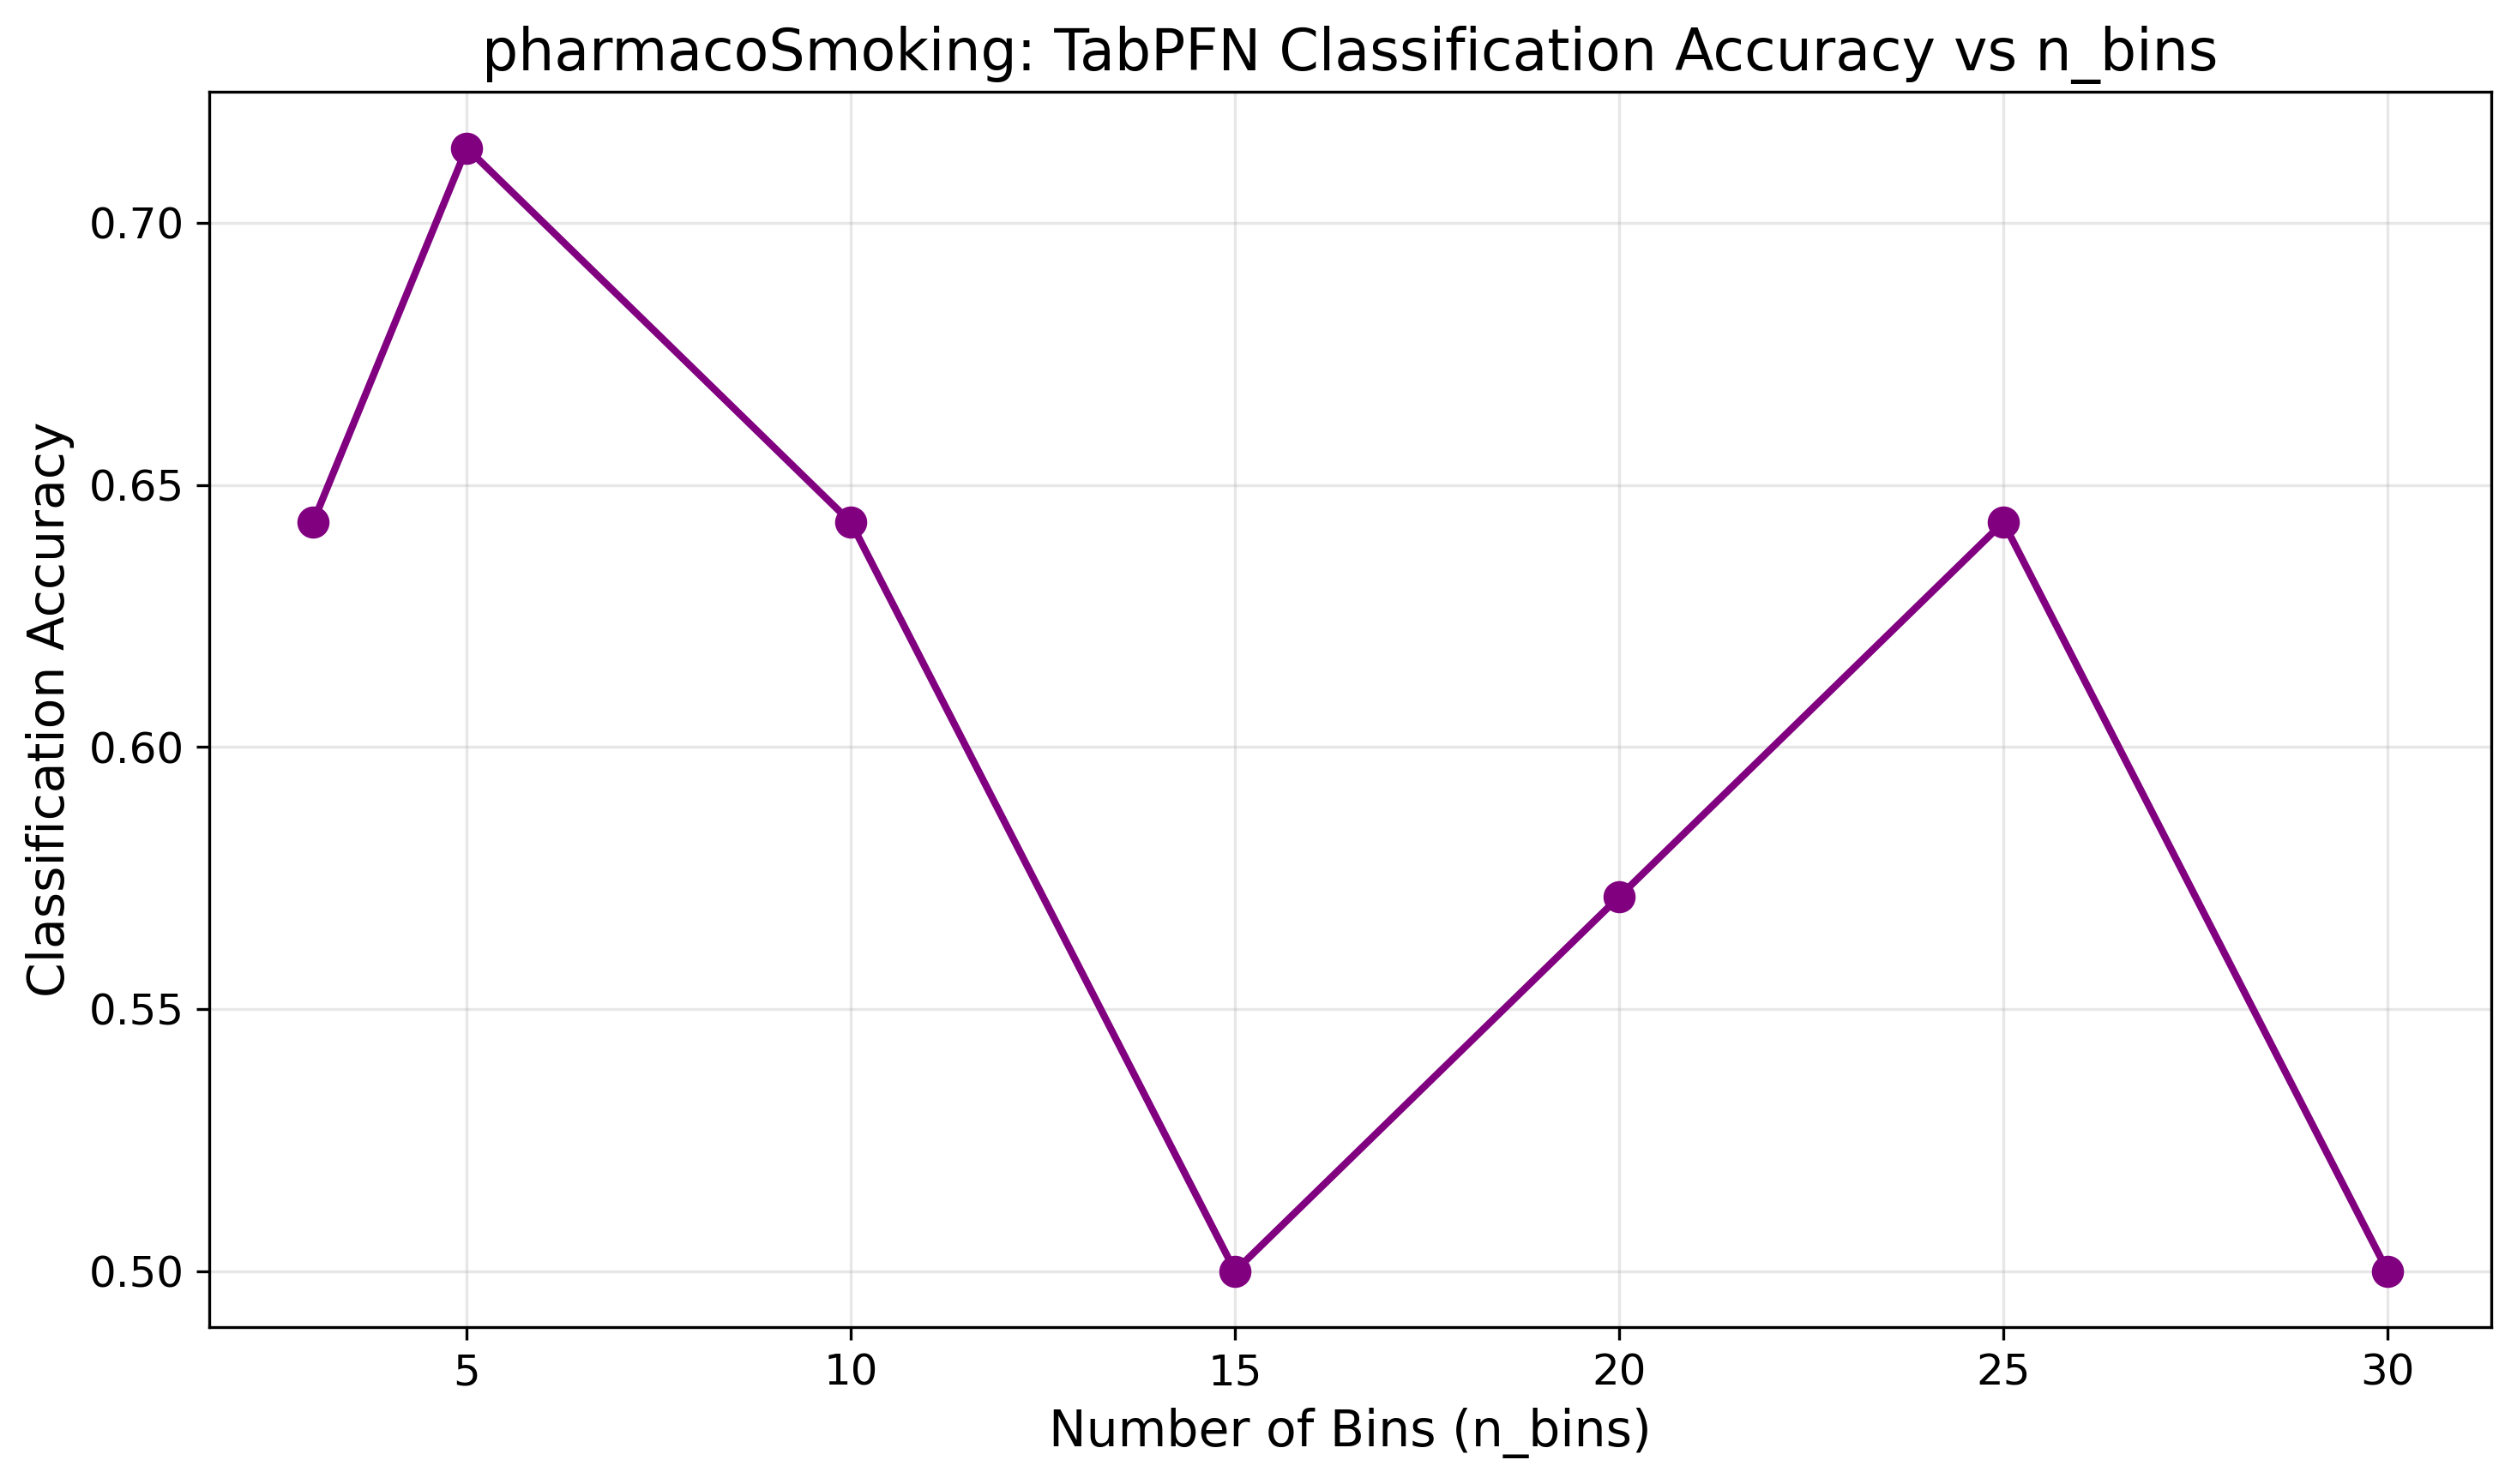 pharmacoSmoking: TabPFN Classification Accuracy vs n_bins
Classification Accuracy
0.70
0.65
0.60
0.55
0.50
5 10 15 20 25 30
Number of Bins (n_bins)